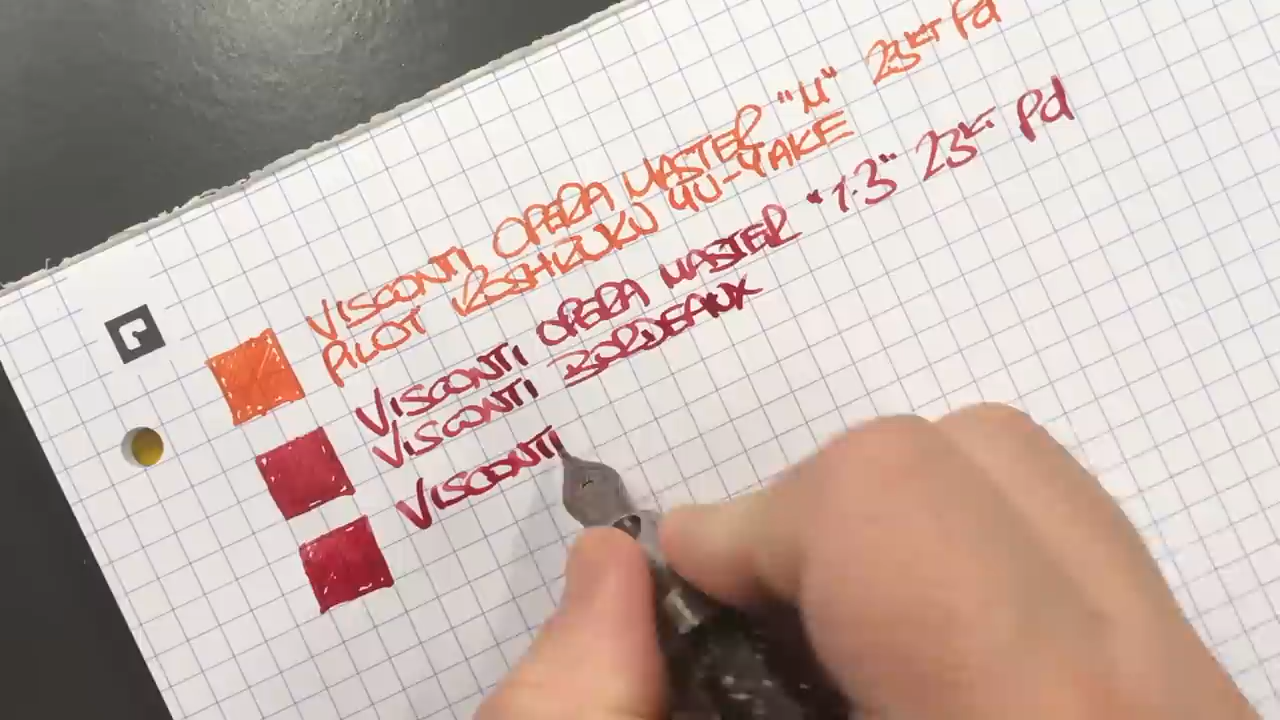 VISCONTI OPERA MASTER "M" 23KT Pd
PILOT IROSHIZUKU YU-YAKE
VISCONTI OPERA MASTER "1.3" 23KT Pd
VISCONTI BORDEAUX
VISCONTI